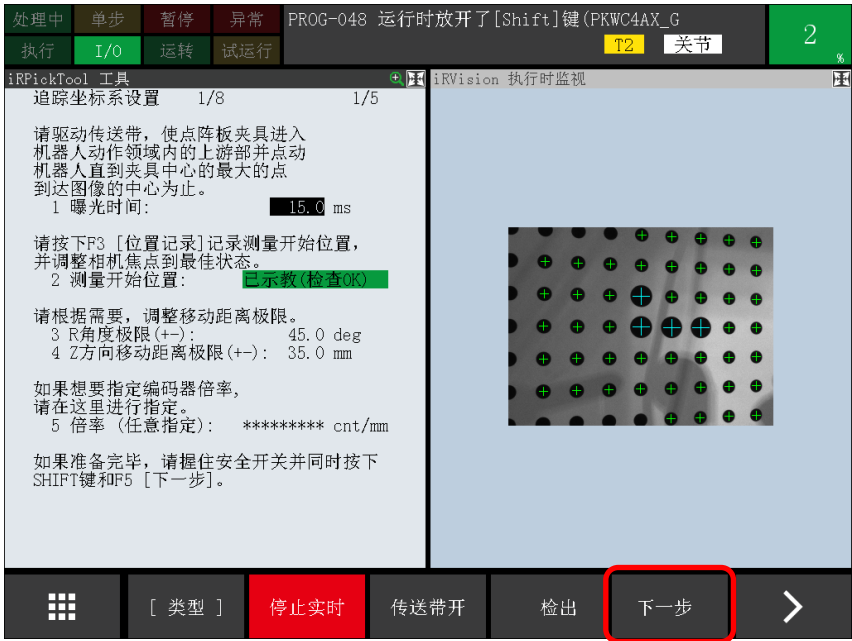 处理中 单步 暂停 异常 PROG-048 运行时放开了[Shift]键(PKWC4AX_G
执行 I/O 运转 试运行 T2 关节 2 %
iRPickTool 工具
追踪坐标系设置 1/8 1/5
请驱动传送带，使点阵板夹具进入
机器人动作领域内的上游部并点动
机器人直到夹具中心的最大的点
到达图像的中心为止。
1 曝光时间: 15.0 ms
请按下F3 [位置记录]记录测量开始位置，
并调整相机焦点到最佳状态。
2 测量开始位置: 已示教(检查OK)
请根据需要，调整移动距离极限。
3 R角度极限(+-): 45.0 deg
4 Z方向移动距离极限(+-): 35.0 mm
如果想要指定编码器倍率,
请在这里进行指定。
5 倍率 (任意指定): ********* cnt/mm
如果准备完毕，请握住安全开关并同时按下
SHIFT键和F5 [下一步]。
iRVision 执行时监视
[ 类型 ] 停止实时 传送带开 检出 下一步